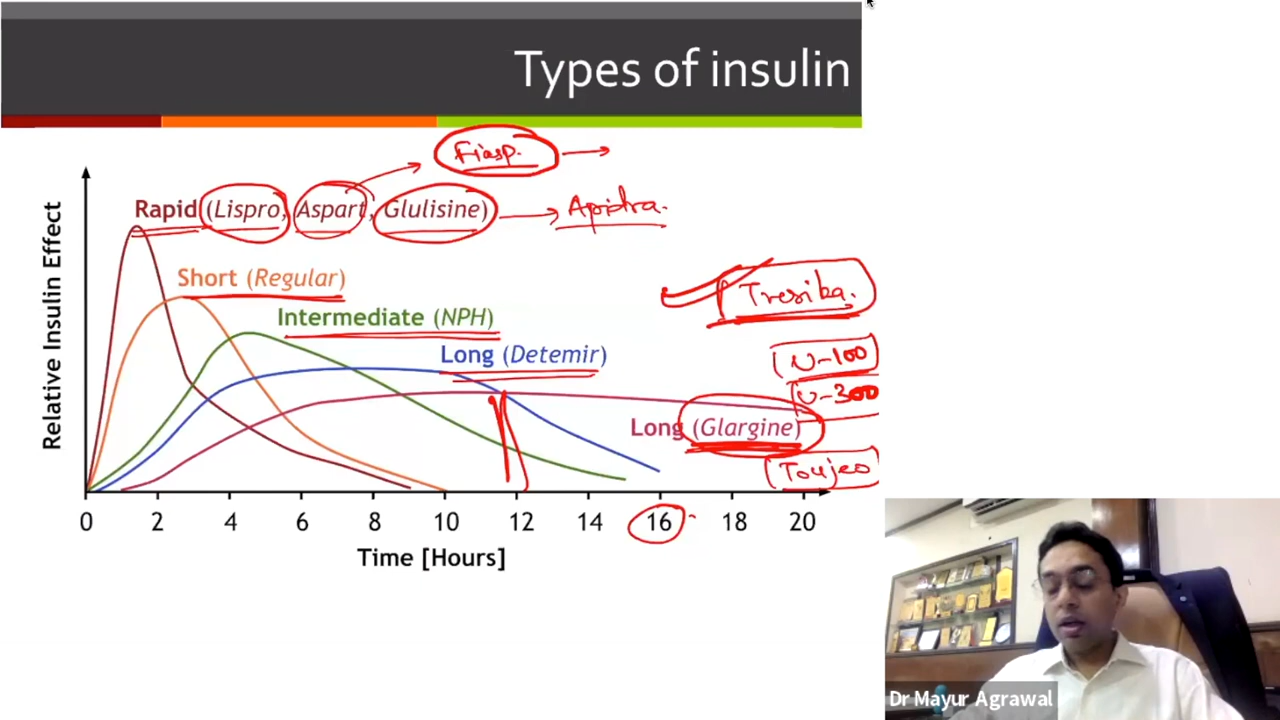 Types of insulin
Fiasp.
Rapid (Lispro, Aspart, Glulisine)
Apidra.
Short (Regular)
Tresiba.
Intermediate (NPH)
Long (Detemir)
U-100
U-300
Long (Glargine)
Toujeo
Relative Insulin Effect
0 2 4 6 8 10 12 14 16 18 20
Time [Hours]
Dr Mayur Agrawal